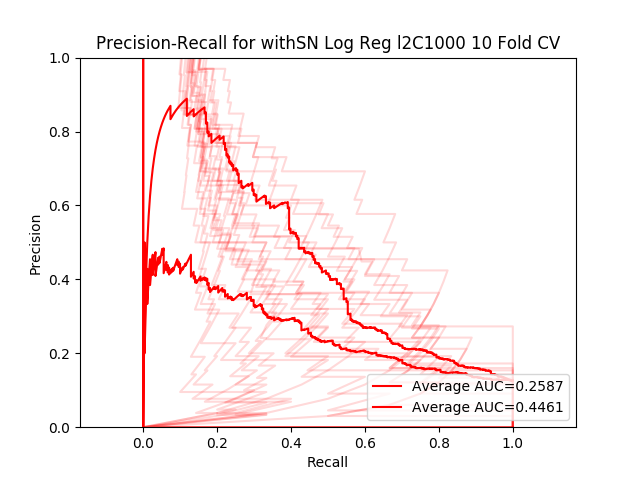 Precision-Recall for withSN Log Reg l2C1000 10 Fold CV
1.0
0.8
0.6
0.4
0.2
0.0
Precision
0.0 0.2 0.4 0.6 0.8 1.0
Recall
Average AUC=0.2587
Average AUC=0.4461